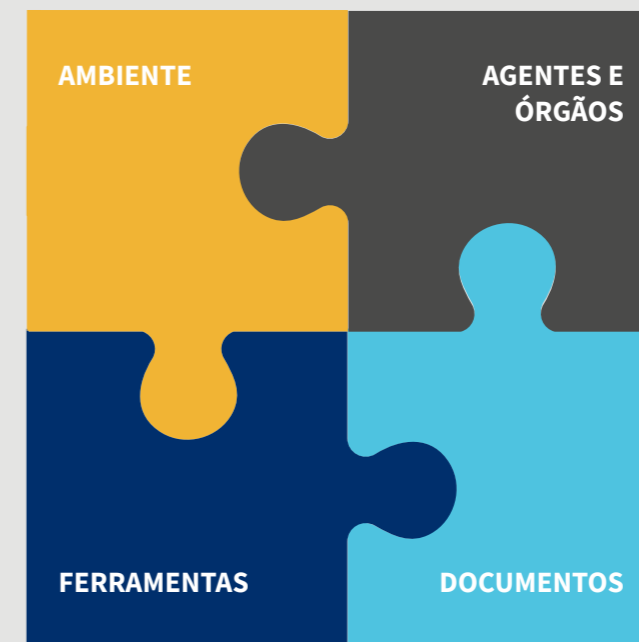 AMBIENTE
AGENTES E
ÓRGÃOS
FERRAMENTAS
DOCUMENTOS